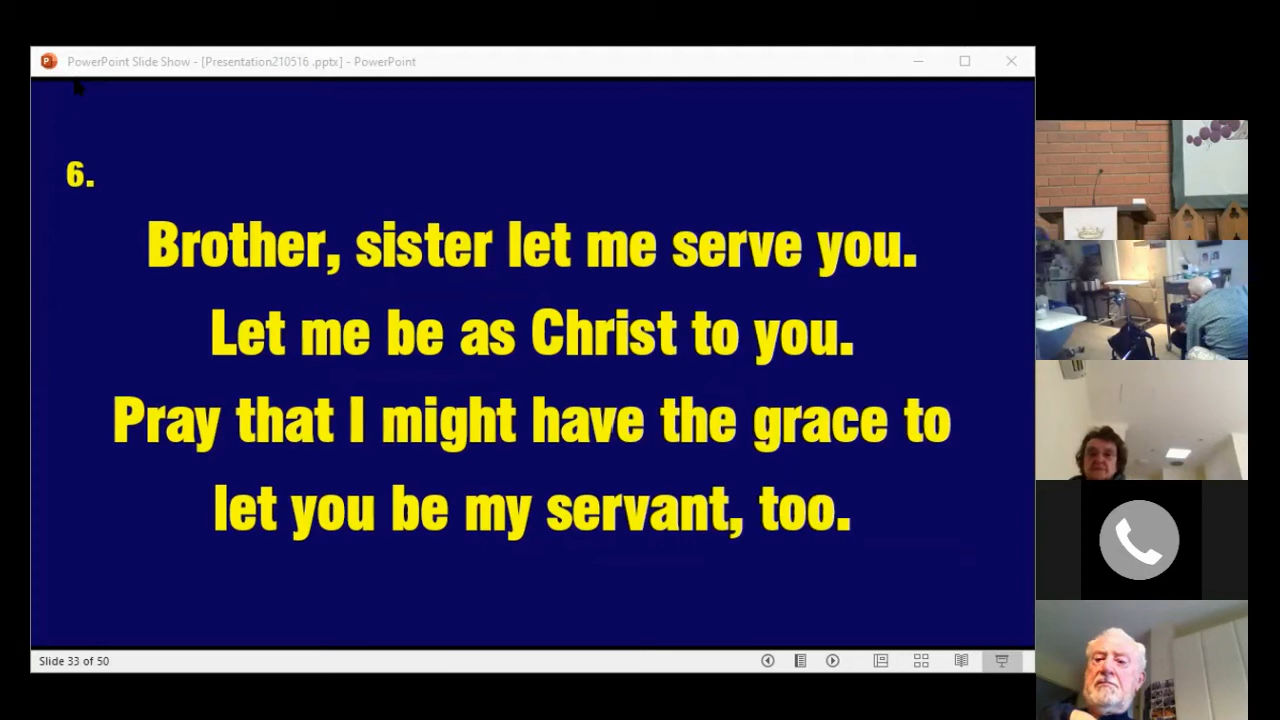 PowerPoint Slide Show - [Presentation210516 .pptx] - PowerPoint
6.
Brother, sister let me serve you.
Let me be as Christ to you.
Pray that I might have the grace to
let you be my servant, too.
Slide 33 of 50